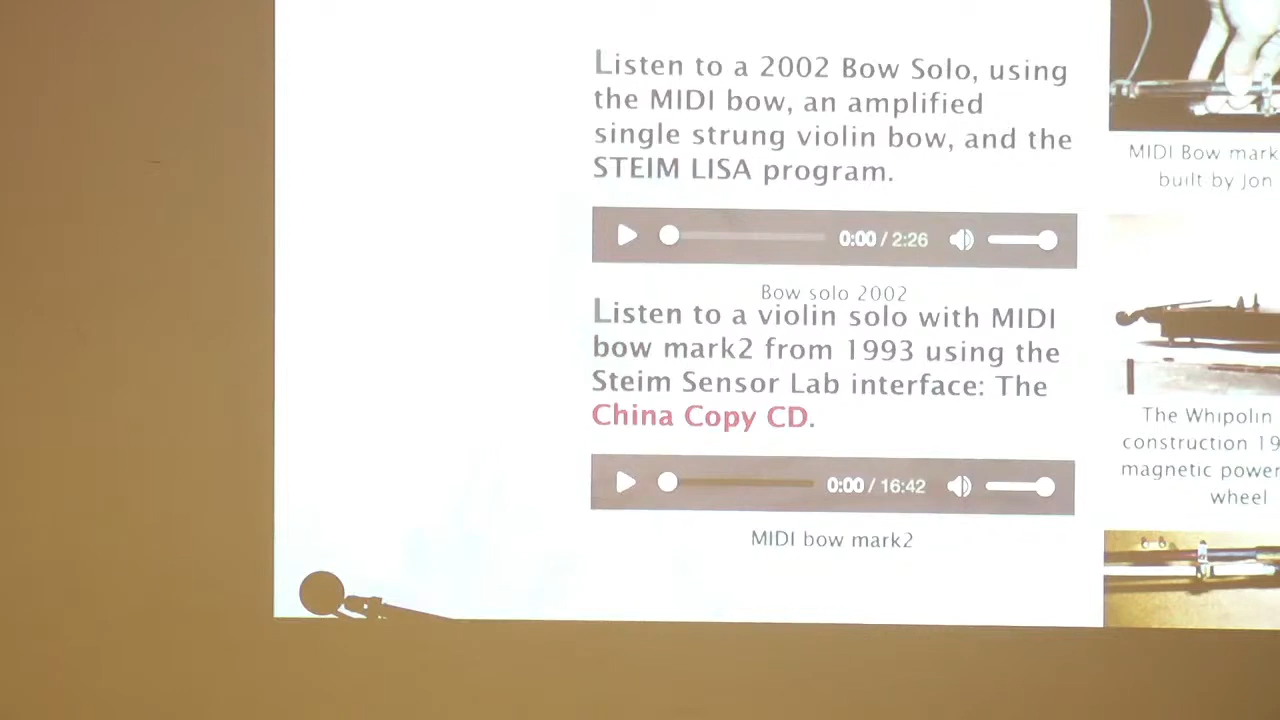 Listen to a 2002 Bow Solo, using
the MIDI bow, an amplified
single strung violin bow, and the
STEIM LISA program.
0:00 / 2:26
Bow solo 2002
Listen to a violin solo with MIDI
bow mark2 from 1993 using the
Steim Sensor Lab interface: The
China Copy CD.
0:00 / 16:42
MIDI bow mark2
MIDI Bow mark
built by Jon
The Whipolin
construction 19
magnetic power
wheel